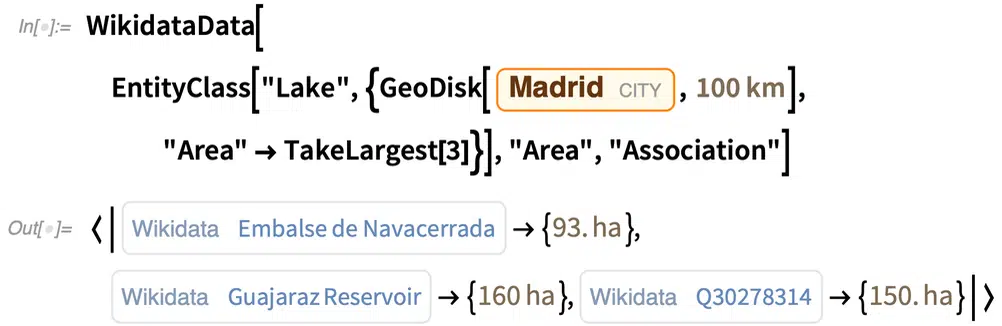 In[•]:= WikidataData[
EntityClass["Lake", {GeoDisk[ Madrid CITY , 100 km],
"Area" → TakeLargest[3]}], "Area", "Association"]
Out[•]= <| Wikidata Embalse de Navacerrada → {93. ha},
Wikidata Guajaraz Reservoir → {160 ha}, Wikidata Q30278314 → {150. ha}|>